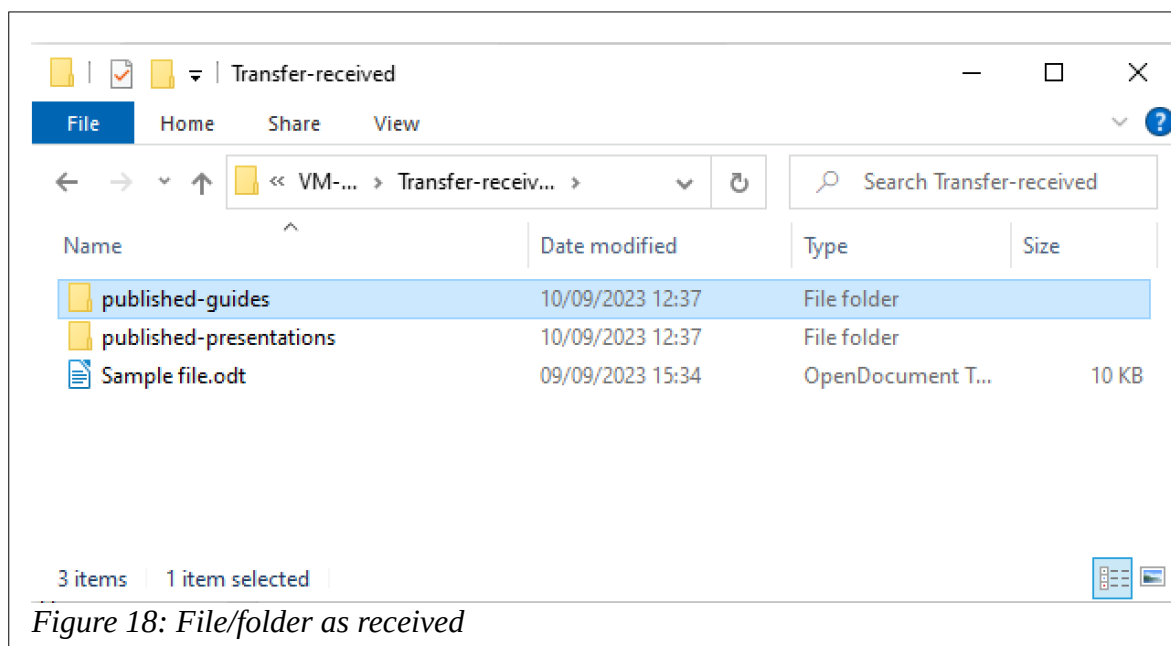 Transfer-received
File Home Share View
« VM-... > Transfer-receiv... > Search Transfer-received
Name Date modified Type Size
published-guides 10/09/2023 12:37 File folder
published-presentations 10/09/2023 12:37 File folder
Sample file.odt 09/09/2023 15:34 OpenDocument T... 10 KB
3 items 1 item selected
Figure 18: File/folder as received